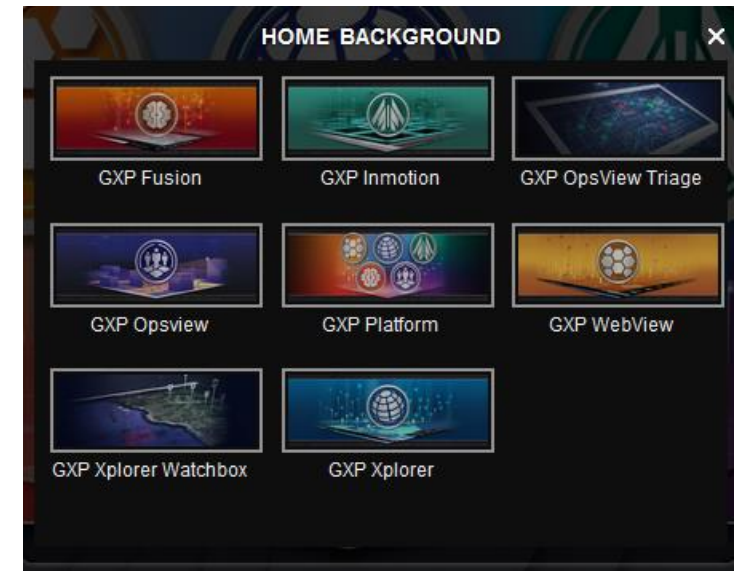 HOME BACKGROUND
GXP Fusion
GXP Inmotion
GXP OpsView Triage
GXP Opsview
GXP Platform
GXP WebView
GXP Xplorer Watchbox
GXP Xplorer